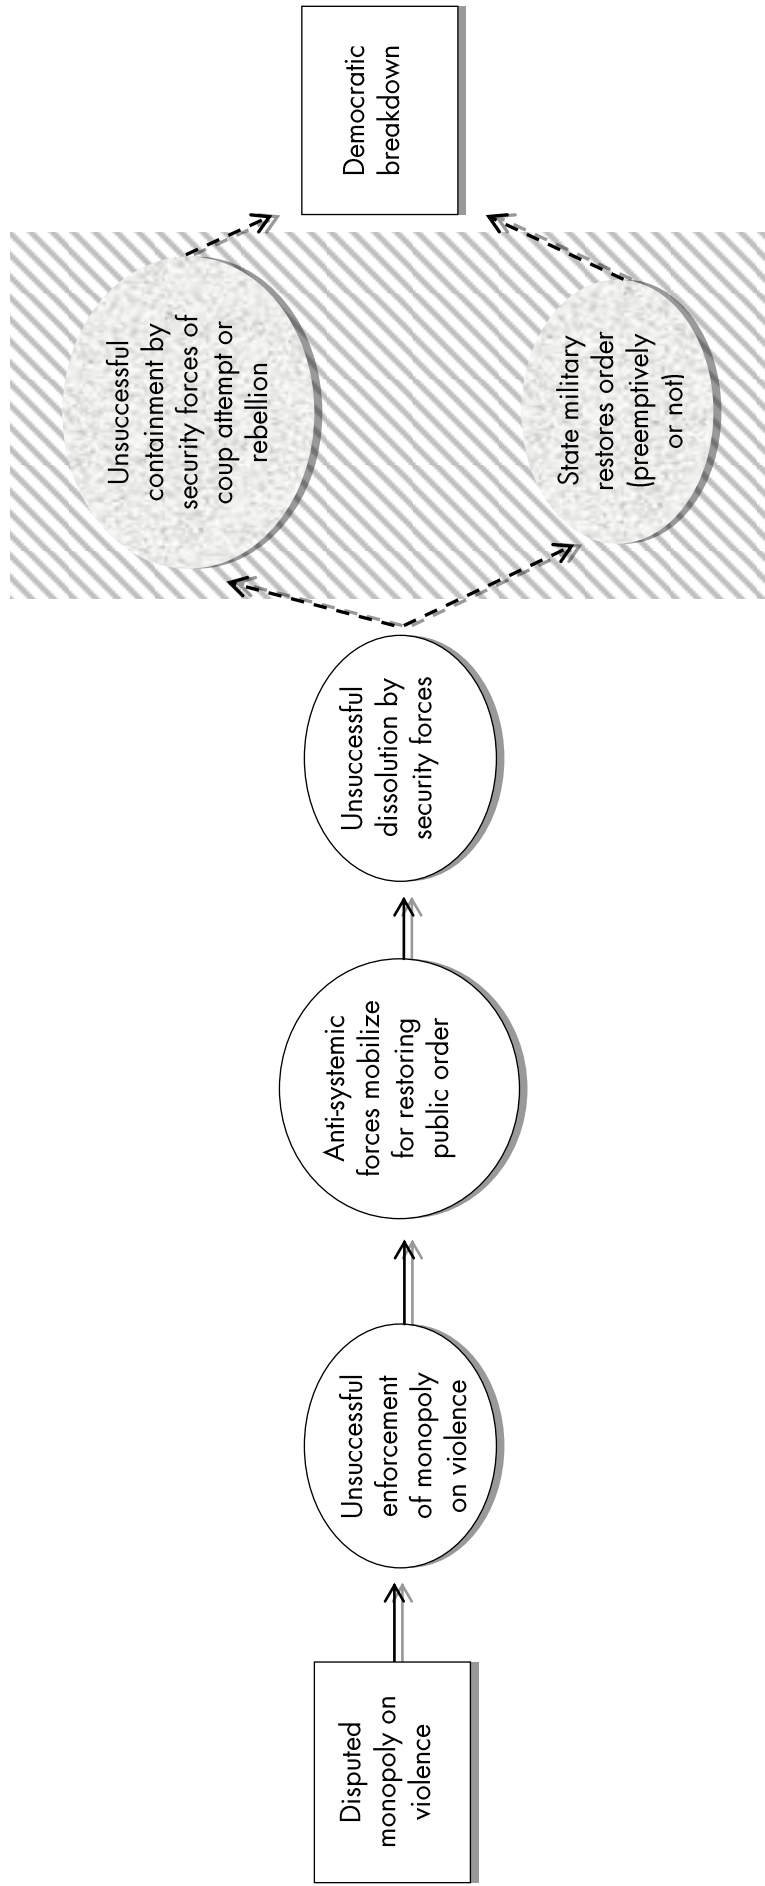 Disputed
monopoly on
violence
Unsuccessful
enforcement
of monopoly
on violence
Anti-systemic
forces mobilize
for restoring
public order
Unsuccessful
dissolution by
security forces
Unsuccessful
containment by
security forces of
coup attempt or
rebellion
State military
restores order
(preemptively
or not)
Democratic
breakdown